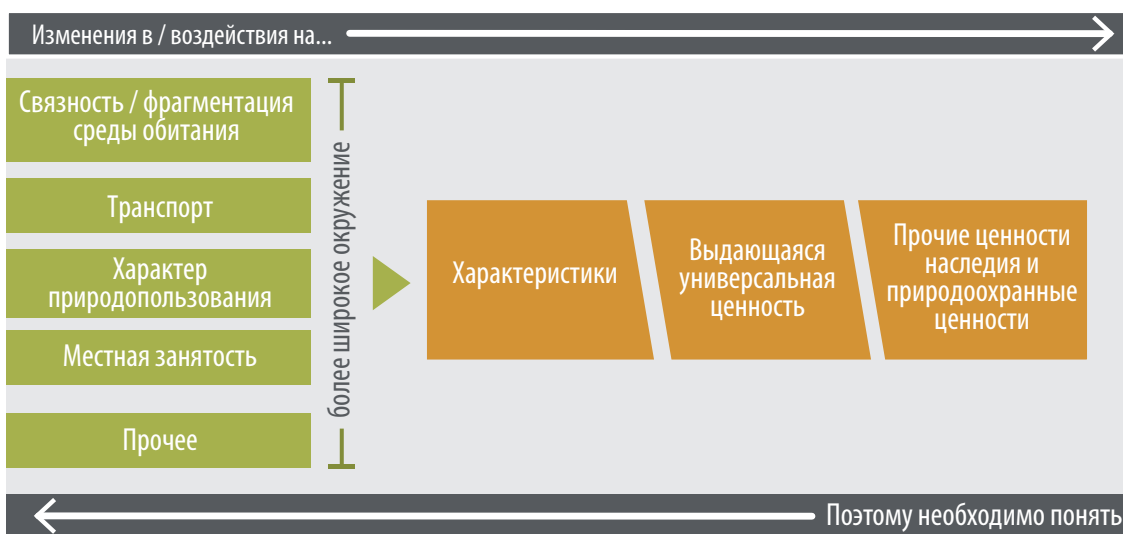 Изменения в / воздействия на...
Связность / фрагментация
среды обитания
Транспорт
Характер
природопользования
Местная занятость
Прочее
более широкое окружение
Характеристики
Выдающаяся
универсальная
ценность
Прочие ценности
наследия и
природоохранные
ценности
Поэтому необходимо понять